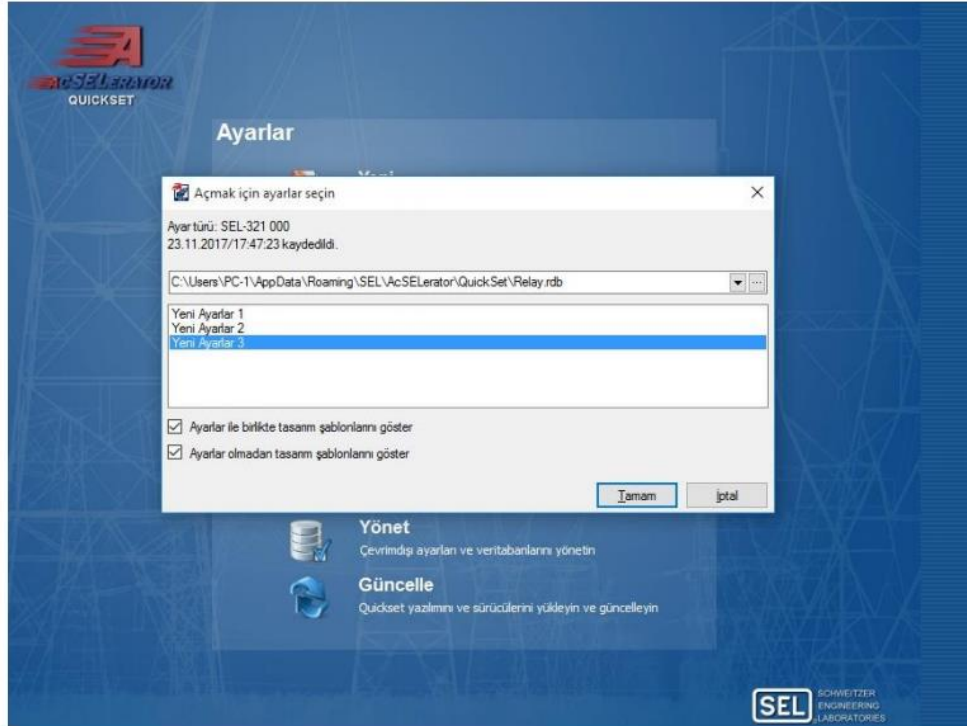 ACSELERATOR
QUICKSET
Ayarlar
Açmak için ayarlar seçin
Ayar türü: SEL-321 000
23.11.2017/17:47:23 kaydedildi.
C:\Users\PC-1\AppData\Roaming\SEL\AcSELerator\QuickSet\Relay.rdb
Yeni Ayarlar 1
Yeni Ayarlar 2
Yeni Ayarlar 3
Ayarlar ile birlikte tasarım şablonlarını göster
Ayarlar olmadan tasarım şablonlarını göster
Tamam
İptal
Yönet
Çevrimdışı ayarları ve veritabanlarını yönetin
Güncelle
Quickset yazılımını ve sürücülerini yükleyin ve güncelleyin
SEL
SCHWEITZER
ENGINEERING
LABORATORIES